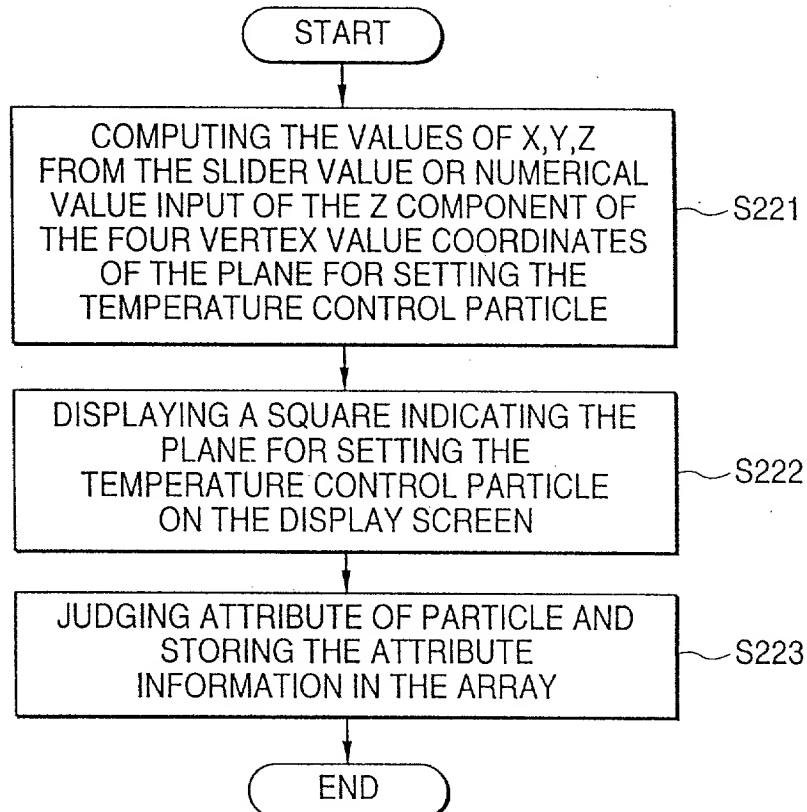 START
COMPUTING THE VALUES OF X,Y,Z
FROM THE SLIDER VALUE OR NUMERICAL
VALUE INPUT OF THE Z COMPONENT OF
THE FOUR VERTEX VALUE COORDINATES
OF THE PLANE FOR SETTING THE
TEMPERATURE CONTROL PARTICLE
S221
DISPLAYING A SQUARE INDICATING THE
PLANE FOR SETTING THE
TEMPERATURE CONTROL PARTICLE
ON THE DISPLAY SCREEN
S222
JUDGING ATTRIBUTE OF PARTICLE AND
STORING THE ATTRIBUTE
INFORMATION IN THE ARRAY
S223
END